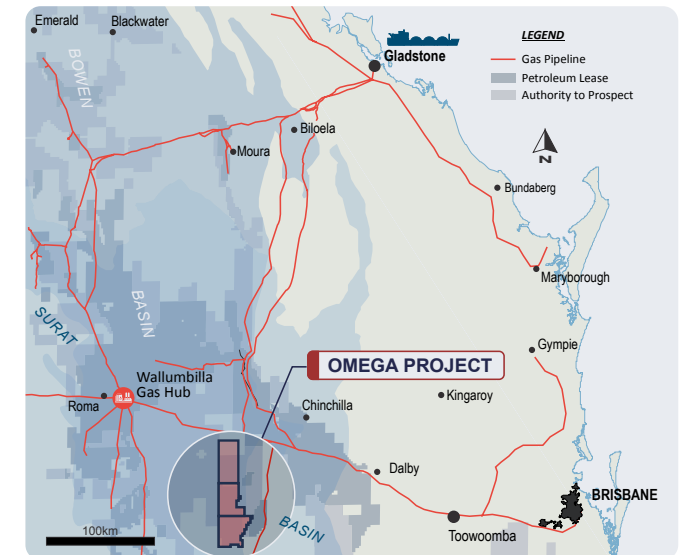 Emerald
Blackwater
BOWEN
Gladstone
LEGEND
Gas Pipeline
Petroleum Lease
Authority to Prospect
N
Biloela
Moura
Bundaberg
Maryborough
BASIN
SURAT
Gympie
OMEGA PROJECT
Wallumbilla
Gas Hub
Roma
Kingaroy
Chinchilla
Dalby
BRISBANE
Toowoomba
BASIN
100km